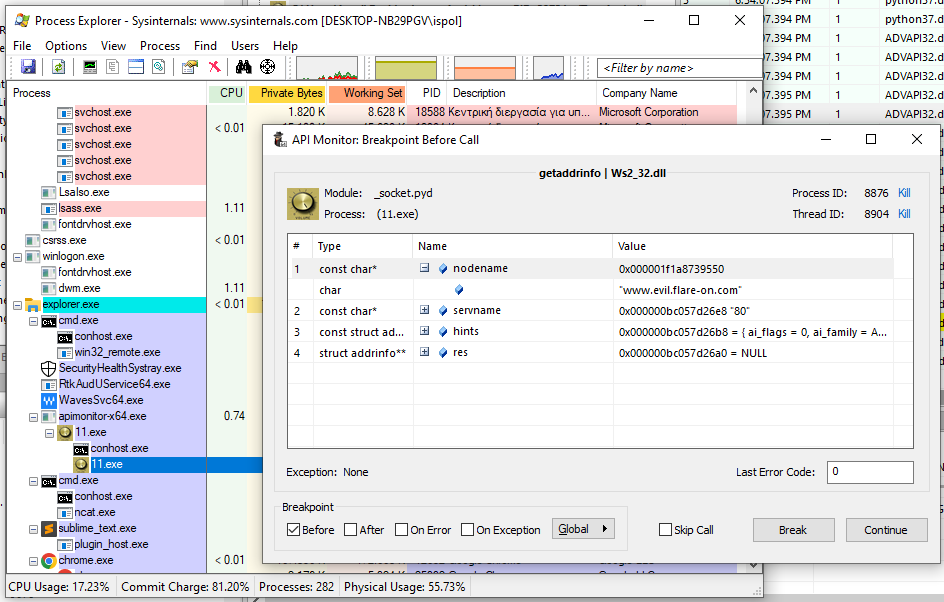 Process Explorer - Sysinternals: www.sysinternals.com [DESKTOP-NB29PGV\ispol]
File Options View Process Find Users Help
<Filter by name>
Process CPU Private Bytes Working Set PID Description Company Name
svchost.exe 1.820 K 8.628 K 18588 Κεντρική διεργασία για υπ... Microsoft Corporation
svchost.exe < 0.01
svchost.exe
svchost.exe
svchost.exe
LsaIso.exe
lsass.exe 1.11
fontdrvhost.exe
csrss.exe < 0.01
winlogon.exe
fontdrvhost.exe
dwm.exe 1.11
explorer.exe < 0.01
cmd.exe
conhost.exe
win32_remote.exe
SecurityHealthSystray.exe
RtkAudUService64.exe
WavesSvc64.exe
apimonitor-x64.exe 0.74
11.exe
conhost.exe
11.exe
cmd.exe
conhost.exe
ncat.exe
sublime_text.exe
plugin_host.exe
chrome.exe < 0.01
CPU Usage: 17.23% Commit Charge: 81.20% Processes: 282 Physical Usage: 55.73%
API Monitor: Breakpoint Before Call
getaddrinfo | Ws2_32.dll
Module: _socket.pyd Process ID: 8876 Kill
Process: (11.exe) Thread ID: 8904 Kill
# Type Name Value
1 const char* nodename 0x000001f1a8739550
char "www.evil.flare-on.com"
2 const char* servname 0x000000bc057d26e8 "80"
3 const struct ad... hints 0x000000bc057d26b8 = { ai_flags = 0, ai_family = A...
4 struct addrinfo** res 0x000000bc057d26a0 = NULL
Exception: None Last Error Code: 0
Breakpoint
Before After On Error On Exception Global Skip Call Break Continue
7.394 PM 1 python37.dll
7.394 PM 1 ADVAPI32.dll
7.394 PM 1 ADVAPI32.dll
7.394 PM 1 ADVAPI32.dll
7.394 PM 1 ADVAPI32.dll
7.395 PM 1 ADVAPI32.dll
7.395 PM 1 ADVAPI32.dll